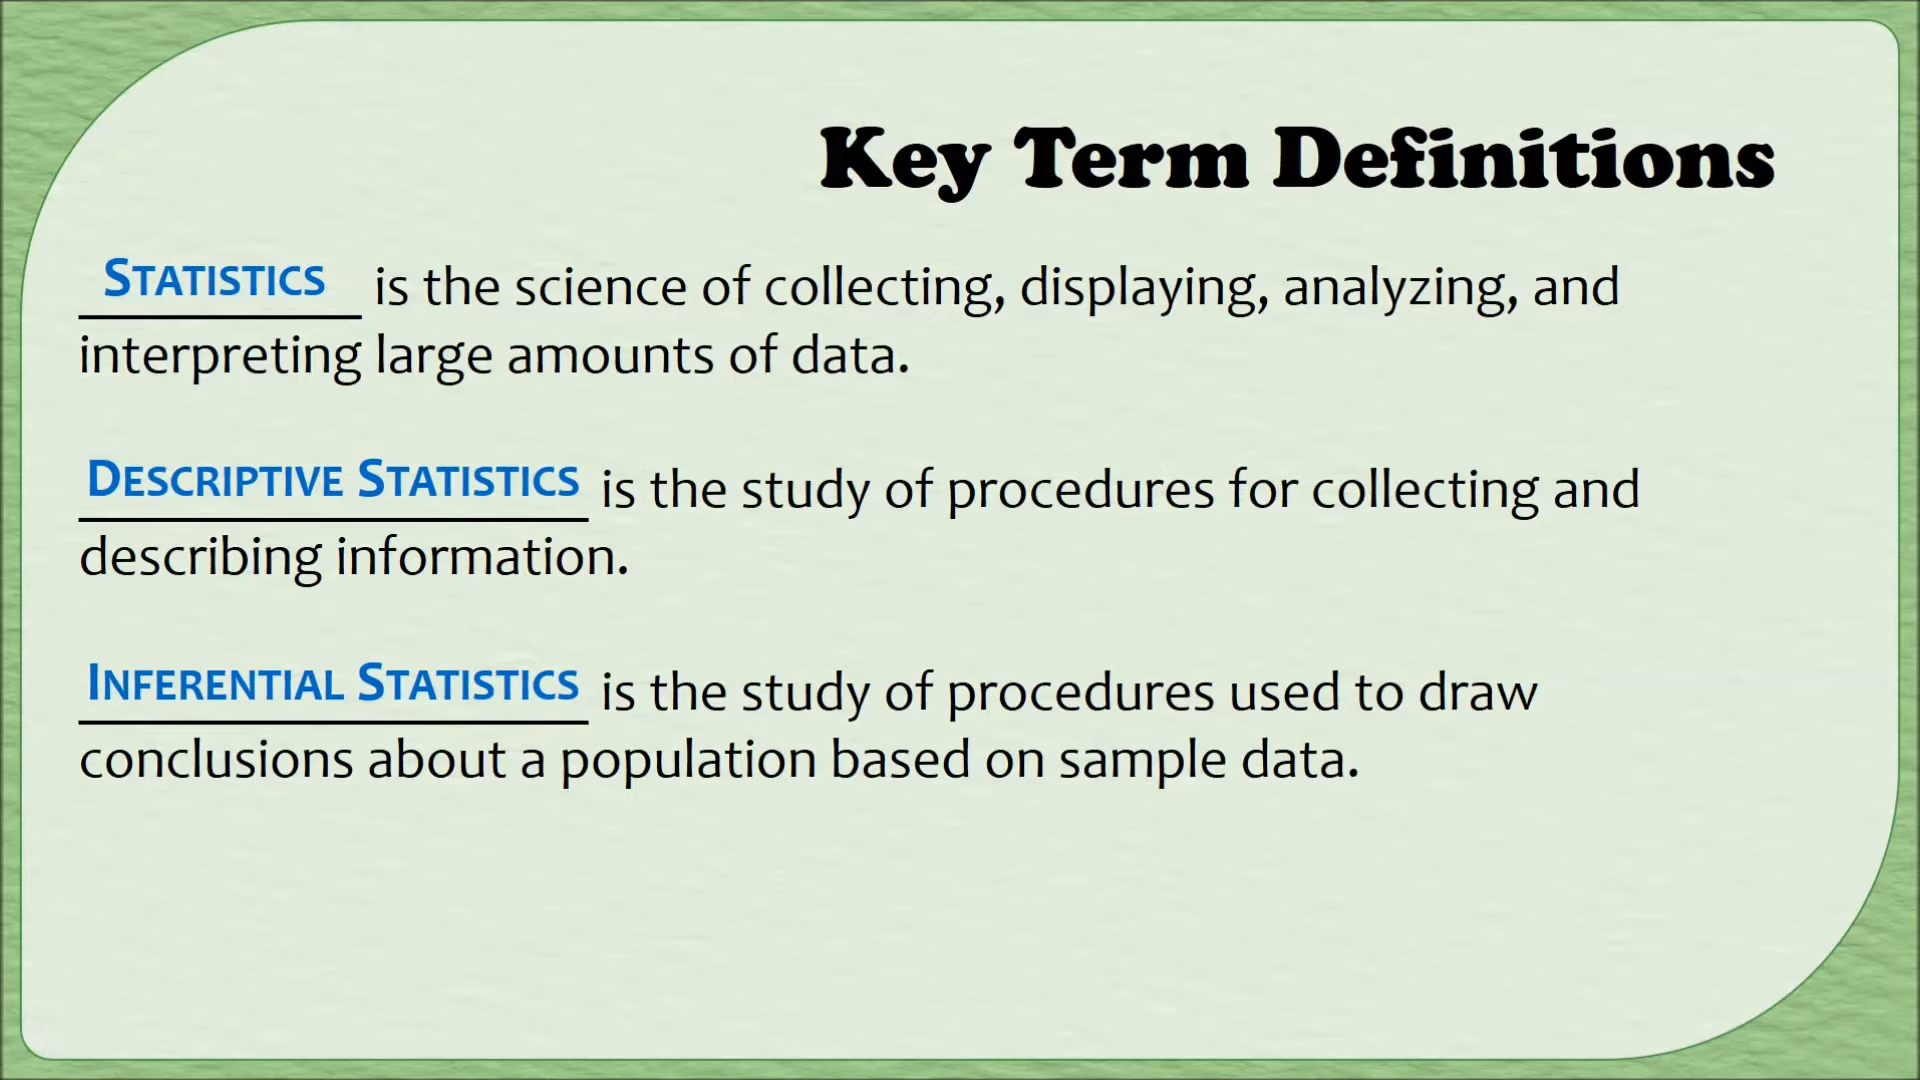 Key Term Definitions
STATISTICS is the science of collecting, displaying, analyzing, and
interpreting large amounts of data.
DESCRIPTIVE STATISTICS is the study of procedures for collecting and
describing information.
INFERENTIAL STATISTICS is the study of procedures used to draw
conclusions about a population based on sample data.